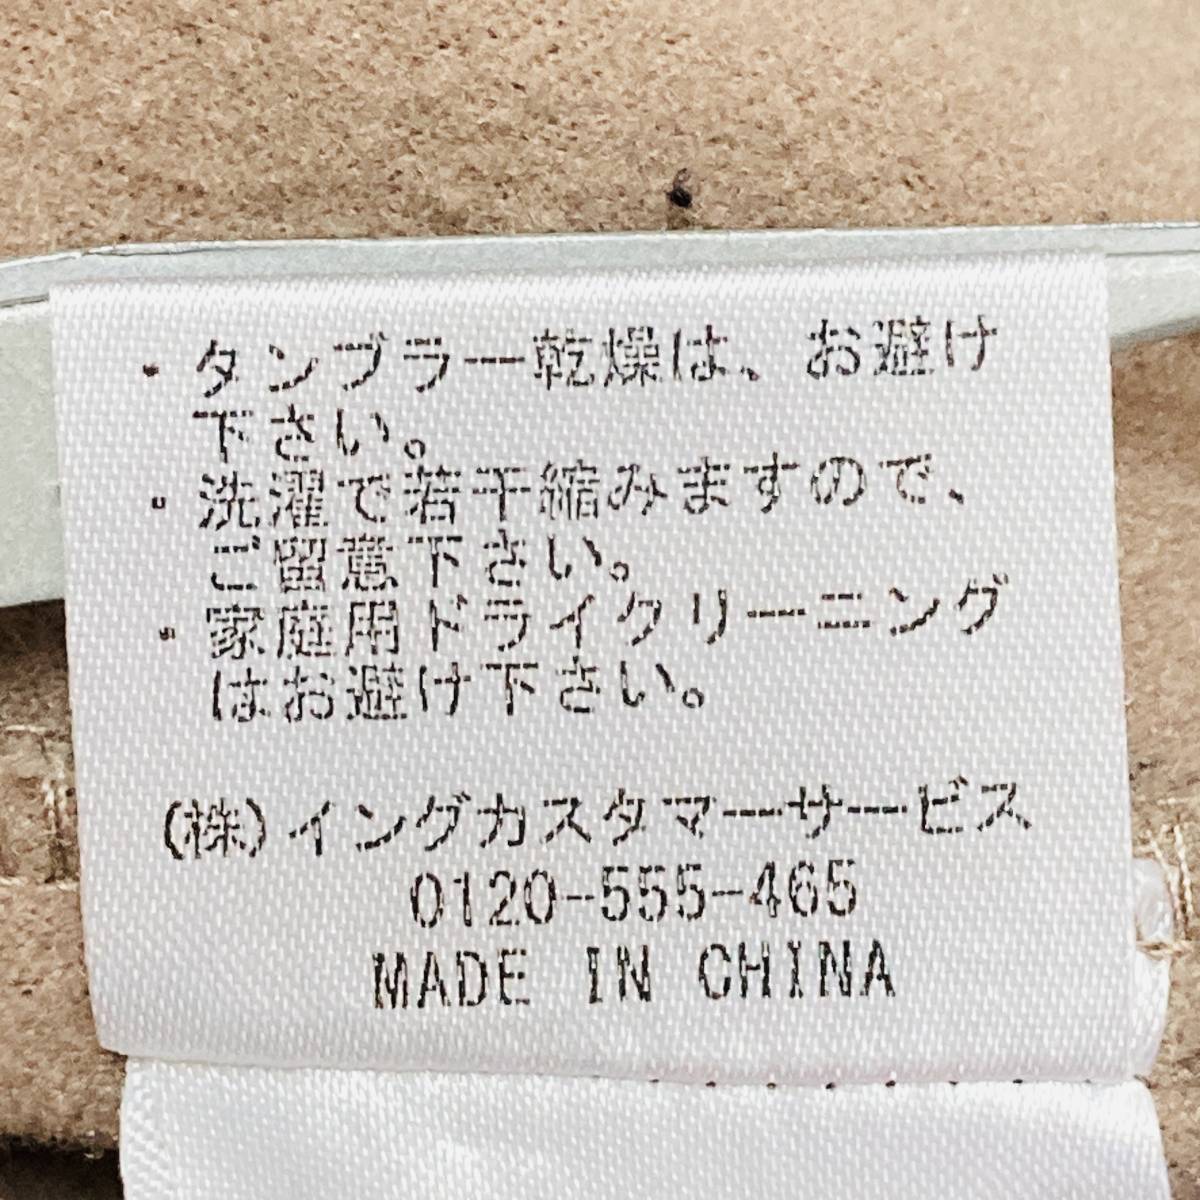 ・タンブラー乾燥は、お避け
下さい。
・洗濯で若干縮みますので、
ご留意下さい。
・家庭用ドライクリーニング
はお避け下さい。
(株)イングカスタマーサービス
0120-555-465
MADE IN CHINA